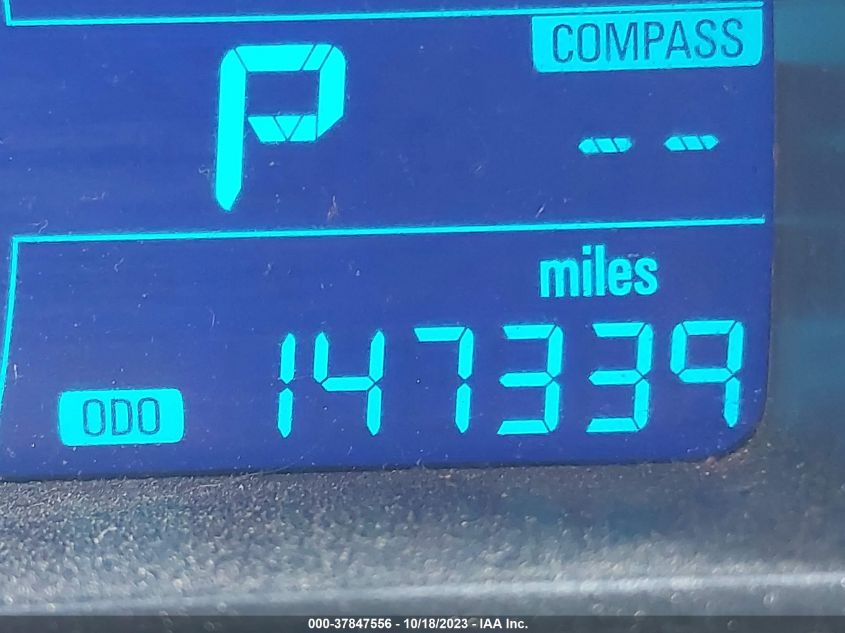 COMPASS
P
-- 
miles
ODO 147339
000-37847556 - 10/18/2023 - IAA Inc.